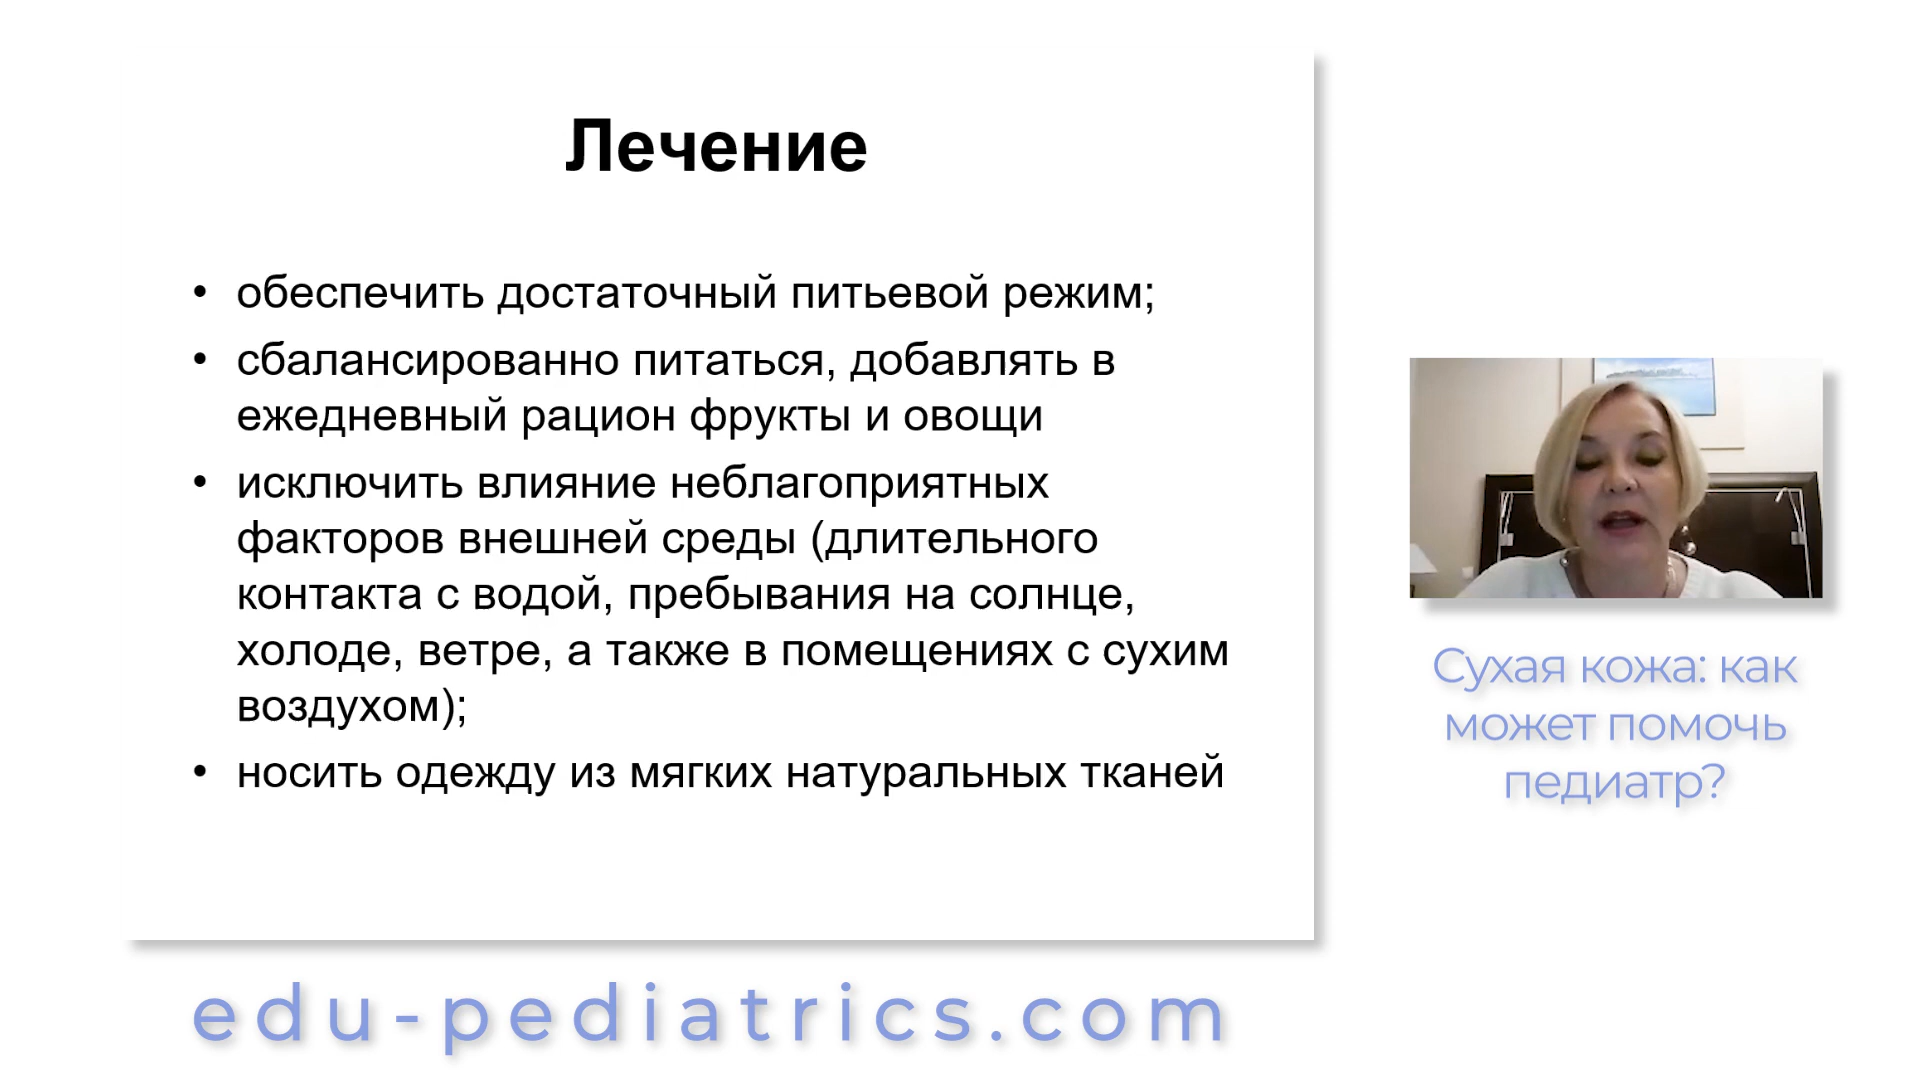 Лечение
• обеспечить достаточный питьевой режим;
• сбалансированно питаться, добавлять в
ежедневный рацион фрукты и овощи
• исключить влияние неблагоприятных
факторов внешней среды (длительного
контакта с водой, пребывания на солнце,
холоде, ветре, а также в помещениях с сухим
воздухом);
• носить одежду из мягких натуральных тканей
Сухая кожа: как
может помочь
педиатр?
edu-pediatrics.com